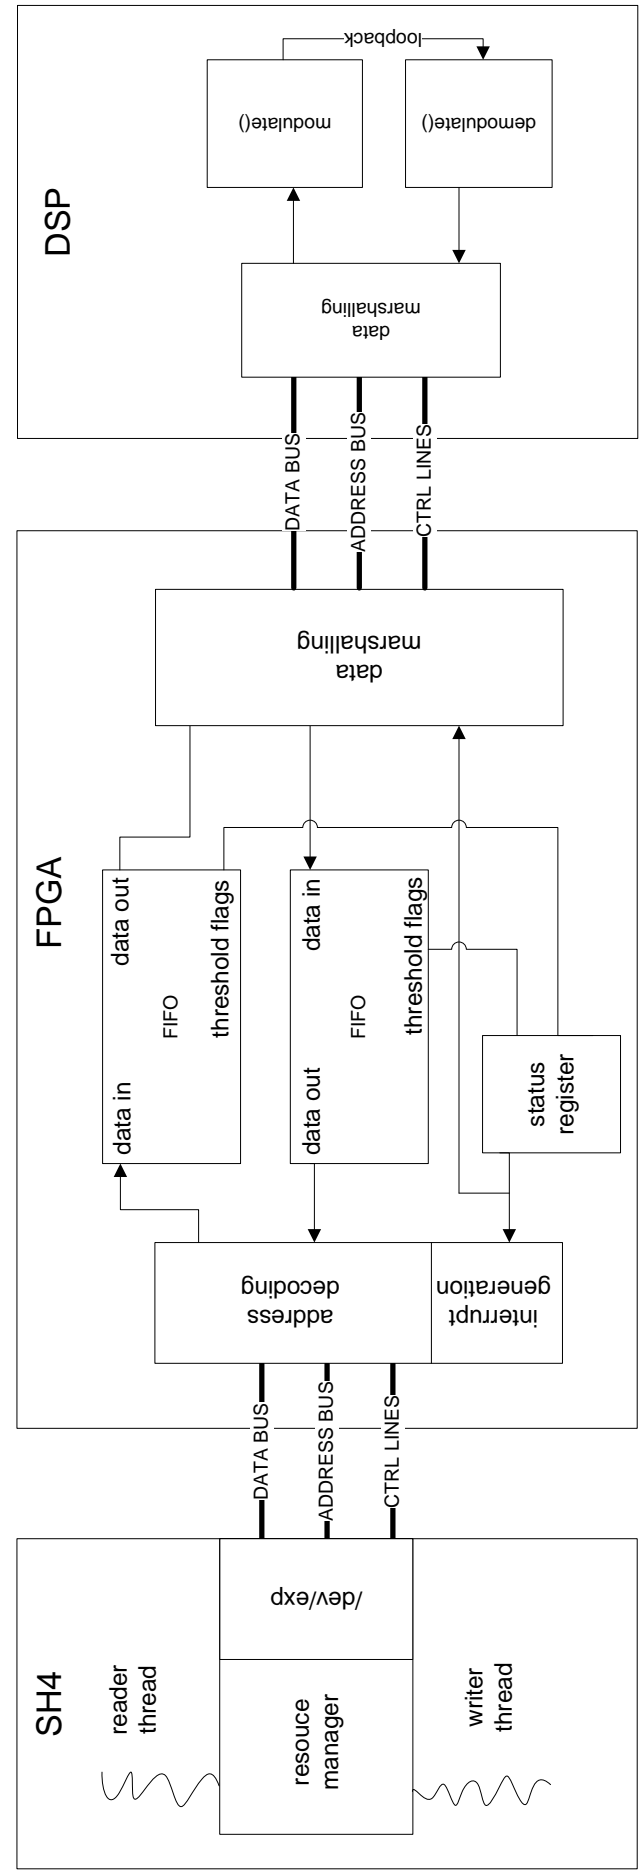 SH4
reader
thread
resouce
manager
/dev/exp
writer
thread
DATA BUS
ADDRESS BUS
CTRL LINES
FPGA
address
decoding
interrupt
generation
data in
FIFO
data out
threshold flags
data out
FIFO
data in
threshold flags
status
register
data
marshalling
DATA BUS
ADDRESS BUS
CTRL LINES
DSP
data
marshalling
modulate()
loopback
demodulate()